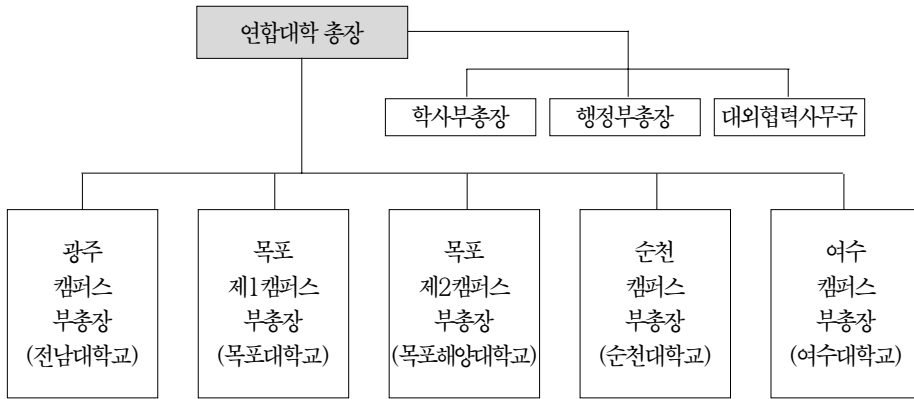 연합대학 총장
학사부총장
행정부총장
대외협력사무국
광주
캠퍼스
부총장
(전남대학교)
목포
제1캠퍼스
부총장
(목포대학교)
목포
제2캠퍼스
부총장
(목포해양대학교)
순천
캠퍼스
부총장
(순천대학교)
여수
캠퍼스
부총장
(여수대학교)